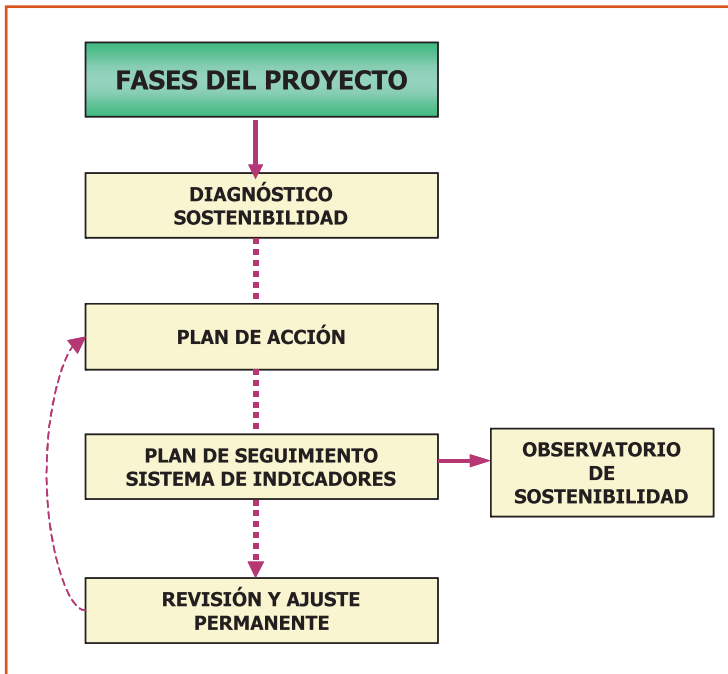 FASES DEL PROYECTO
DIAGNÓSTICO
SOSTENIBILIDAD
PLAN DE ACCIÓN
PLAN DE SEGUIMIENTO
SISTEMA DE INDICADORES
OBSERVATORIO
DE
SOSTENIBILIDAD
REVISIÓN Y AJUSTE
PERMANENTE